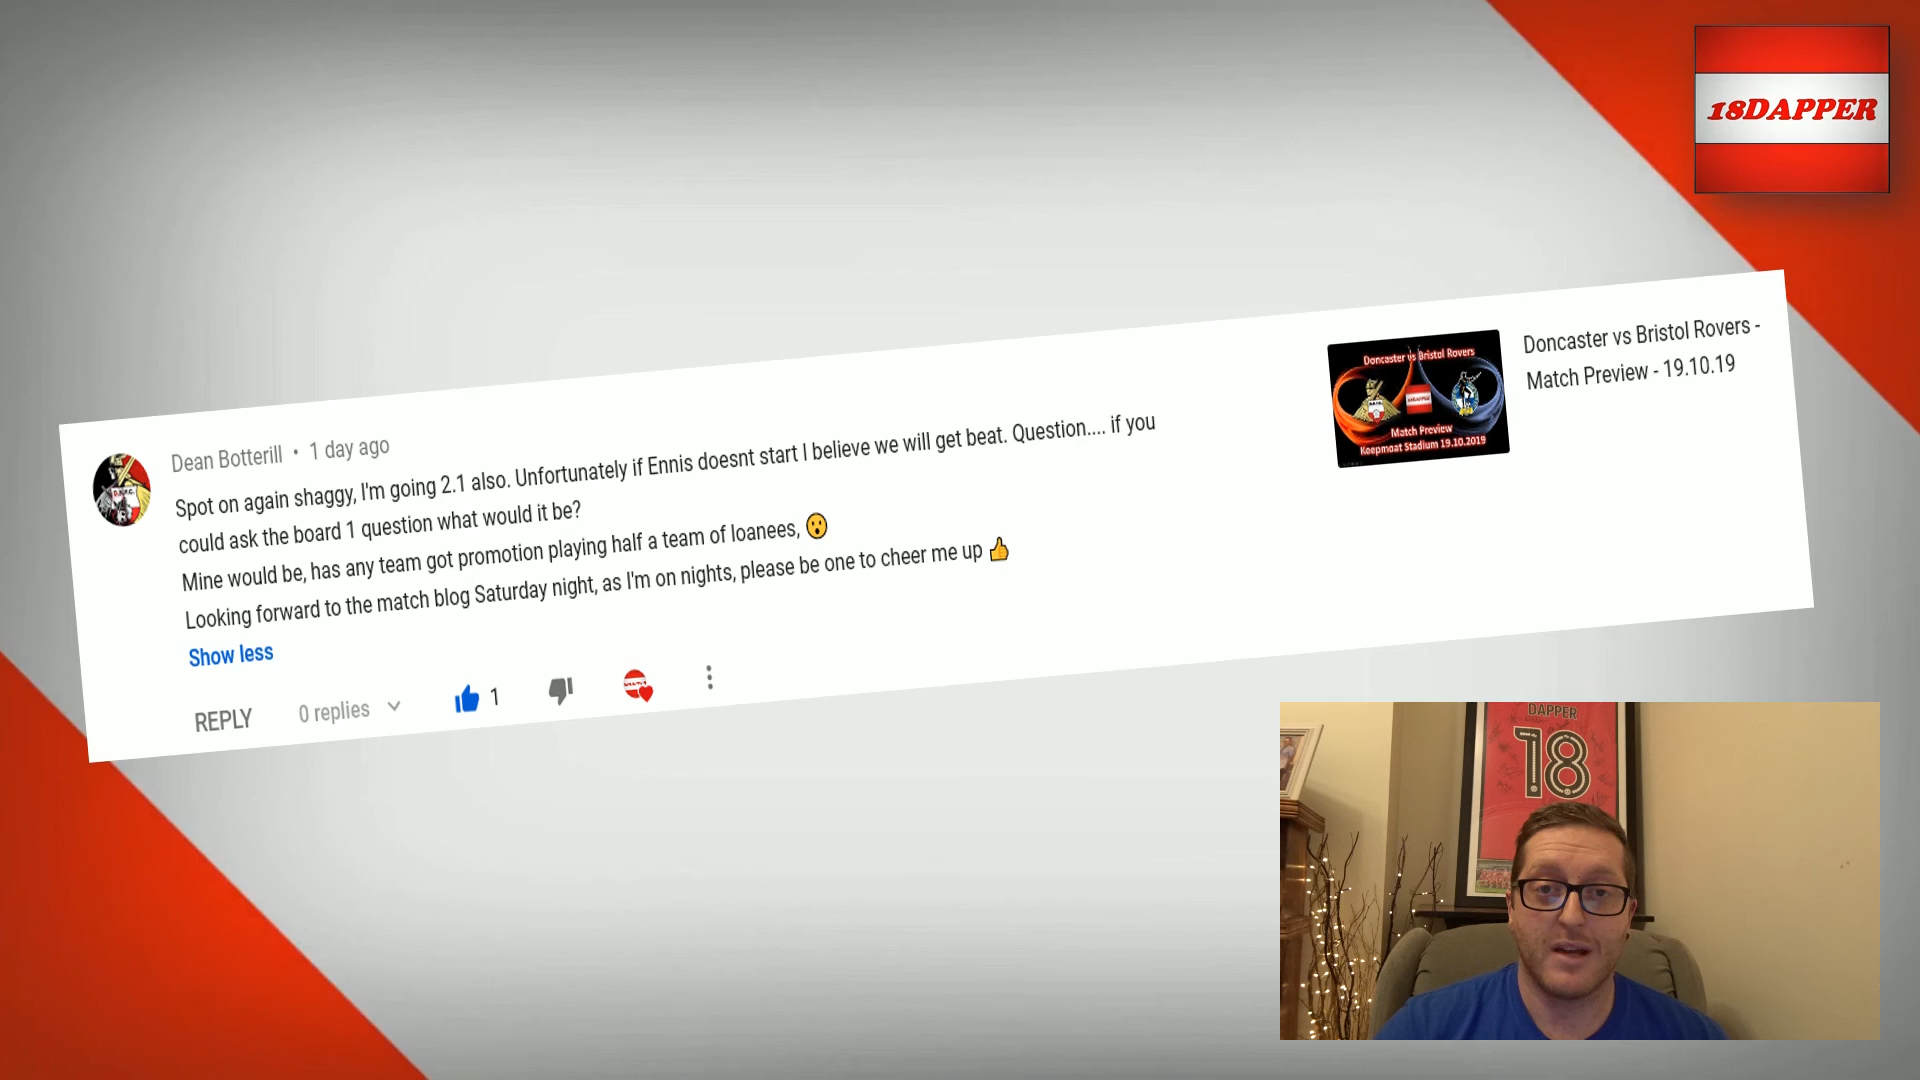 18DAPPER
Doncaster vs Bristol Rovers -
Match Preview - 19.10.19
Doncaster vs Bristol Rovers
Match Preview
Keepmoat Stadium 19.10.2019
Dean Botterill • 1 day ago
Spot on again shaggy, I'm going 2.1 also. Unfortunately if Ennis doesnt start I believe we will get beat. Question.... if you
could ask the board 1 question what would it be?
Mine would be, has any team got promotion playing half a team of loanees, 😮
Looking forward to the match blog Saturday night, as I'm on nights, please be one to cheer me up 👍
Show less
REPLY 0 replies 1
DAPPER
18